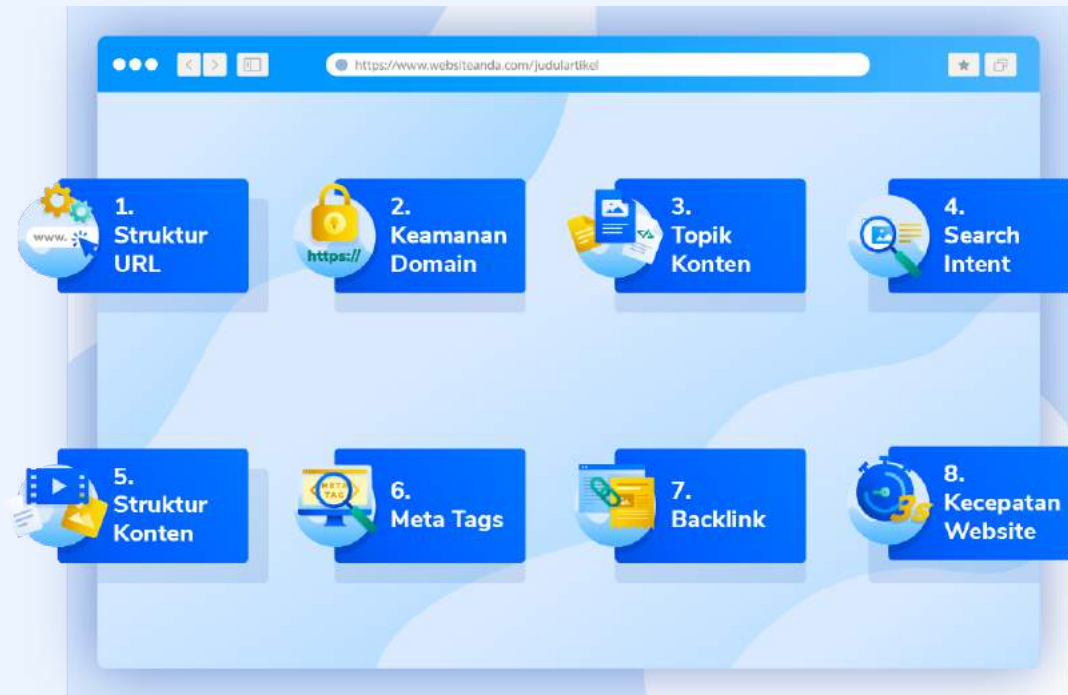 https://www.websiteanda.com/judulartikel
1.
Struktur
URL
www.
2.
Keamanan
Domain
https://
3.
Topik
Konten
4.
Search
Intent
5.
Struktur
Konten
6.
Meta Tags
META
TAG
7.
Backlink
8.
Kecepatan
Website
3s